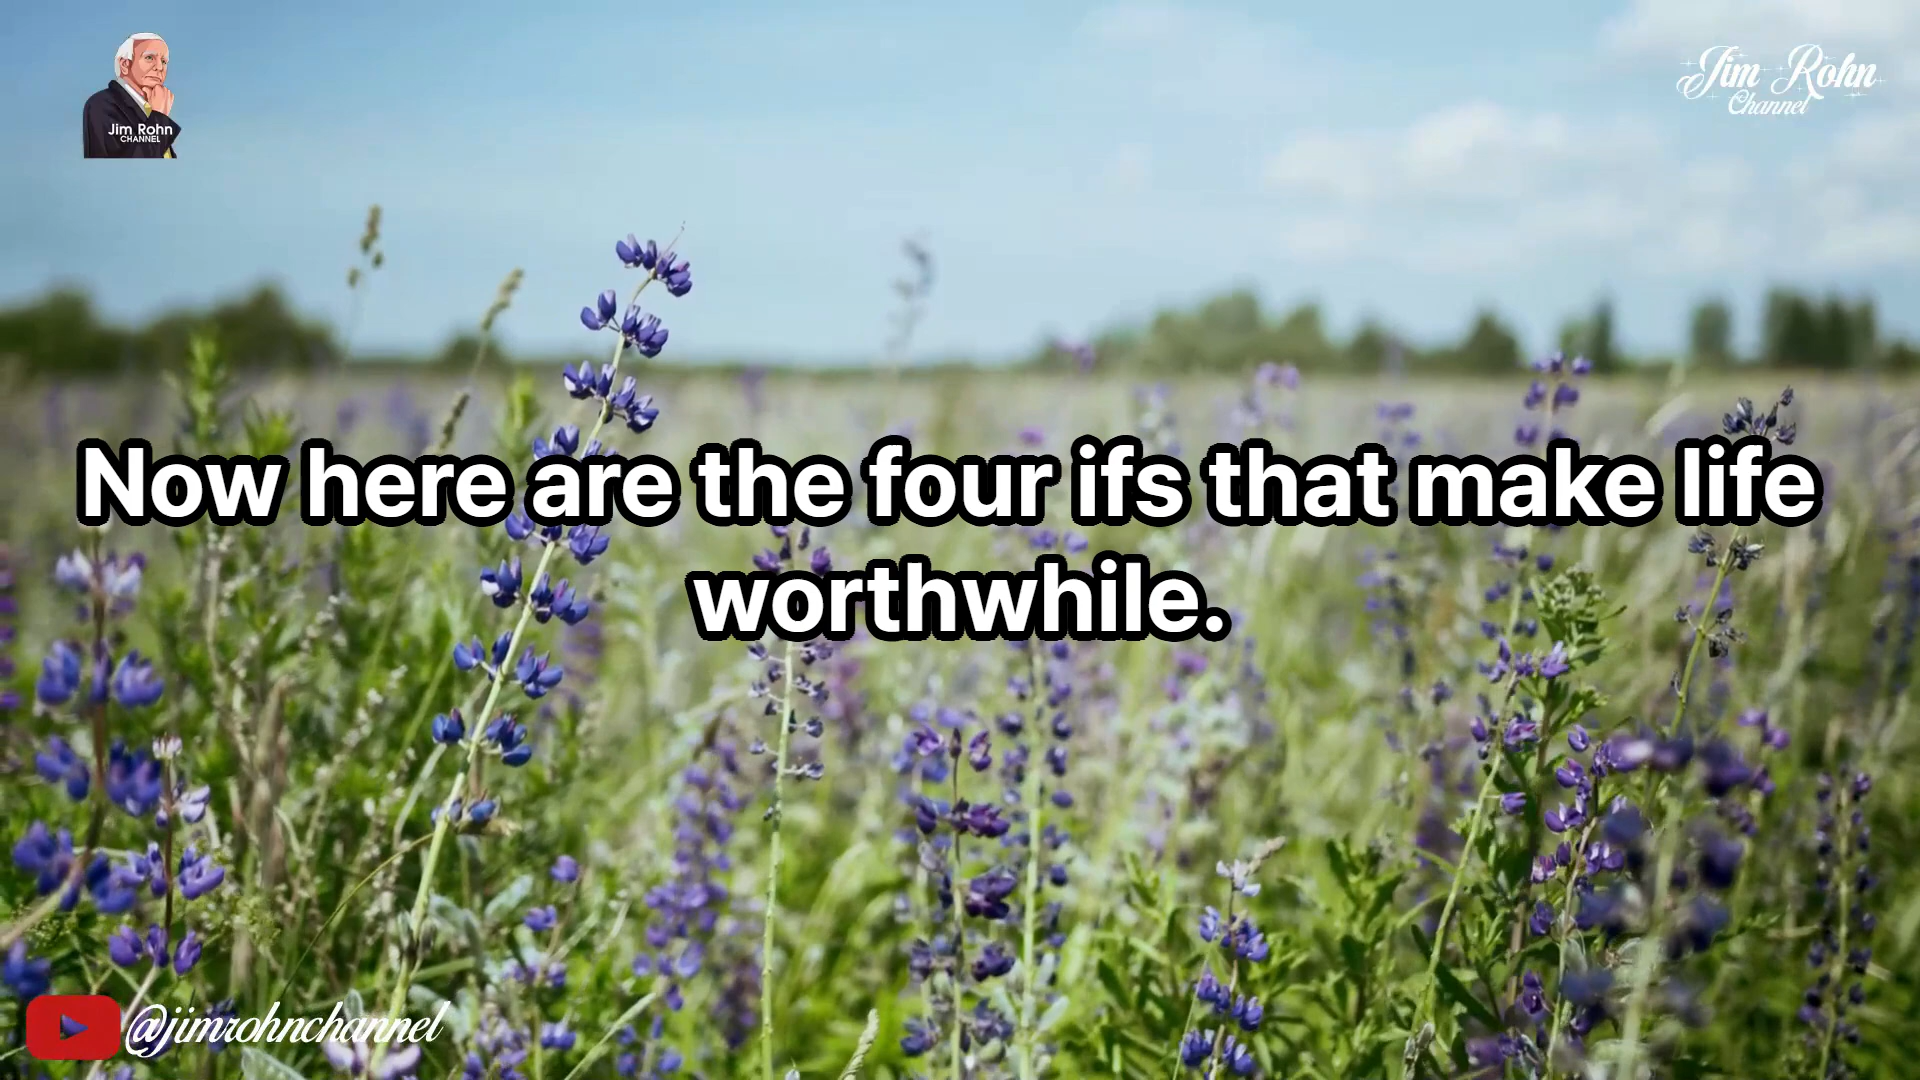 Jim Rohn
CHANNEL
Jim Rohn
Channel
Now here are the four ifs that make life
worthwhile.
@jimrohnchannel